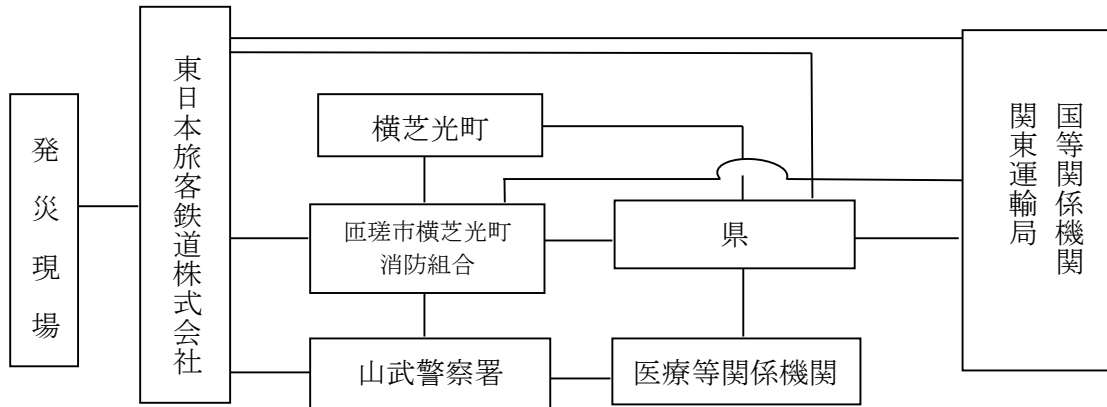 発災現場
東日本旅客鉄道株式会社
横芝光町
匝瑳市横芝光町
消防組合
山武警察署
県
医療等関係機関
国等関係機関
関東運輸局